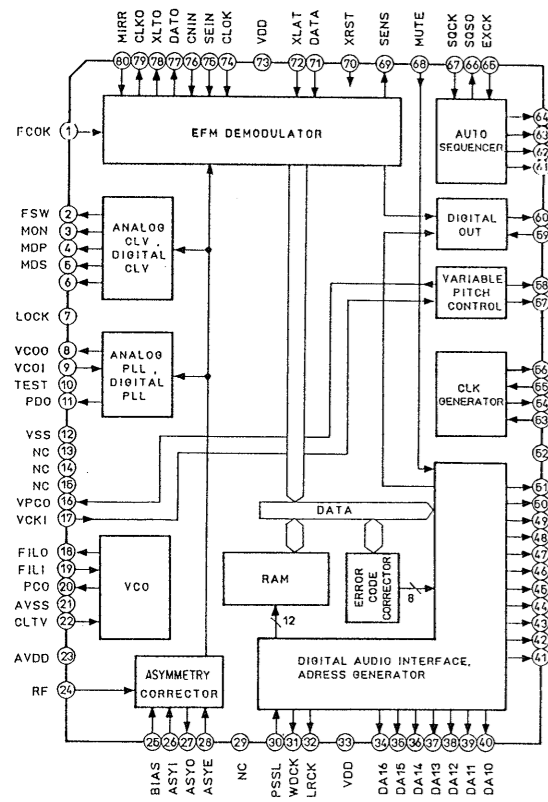 MIRR CLKO XLTO DATO CNIN SEIN CLOK VDD XLAT DATA XRST SENS MUTE SQCK SQSO EXCK
80 79 78 77 76 75 74 73 72 71 70 69 68 67 66 65
FCOK 1
EFM DEMODULATOR
AUTO
SEQUENCER
64
63
62
61
FSW 2
MON 3
MDP 4
MDS 5
6
ANALOG
CLV,
DIGITAL
CLV
DIGITAL
OUT
60
59
VARIABLE
PITCH
CONTROL
58
57
LOCK 7
VCOO 8
VCOI 9
TEST 10
PDO 11
ANALOG
PLL,
DIGITAL
PLL
CLK
GENERATOR
56
55
54
53
VSS 12
NC 13
NC 14
NC 15
VPCO 16
VCKI 17
52
51
50
49
48
47
46
45
44
43
42
41
DATA
FILO 18
FILI 19
PCO 20
AVSS 21
CLTV 22
VCO
RAM
ERROR
CODE
CORRECTOR
8
12
AVDD 23
RF 24
ASYMMETRY
CORRECTOR
DIGITAL AUDIO INTERFACE,
ADRESS GENERATOR
25 26 27 28 29 30 31 32 33 34 35 36 37 38 39 40
BIAS ASYI ASYO ASYE NC PSSL WDCK LRCK VDD DA16 DA15 DA14 DA13 DA12 DA11 DA10